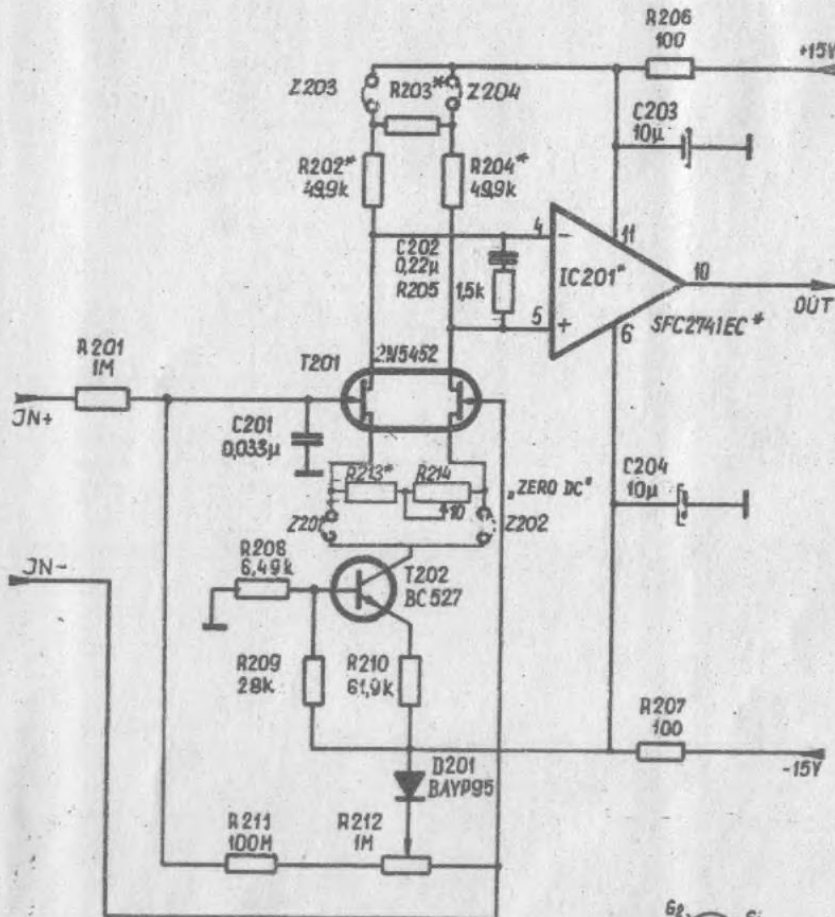 R206
100
+15V
Z203
R203*
Z204
C203
10µ
R202*
49,9k
R204*
49,9k
4
-
11
C202
0,22µ
IC201*
10
OUT
R205
1,5k
5
+
6
SFC2741EC*
R201
1M
T201
2N5452
JN+
C201
0,033µ
C204
10µ
R213*
R214
„ZERO DC"
10
Z201
Z202
R208
6,49k
JN-
T202
BC527
R209
28k
R210
61,9k
R207
100
-15V
D201
BAYP95
R211
100M
R212
1M